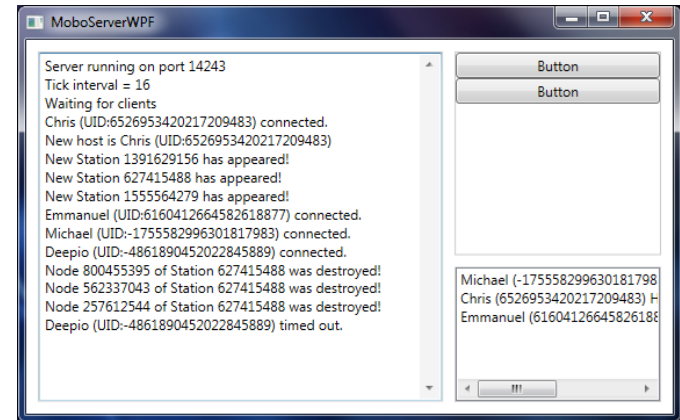 MoboServerWPF
Server running on port 14243
Tick interval = 16
Waiting for clients
Chris (UID:6526953420217209483) connected.
New host is Chris (UID:6526953420217209483)
New Station 1391629156 has appeared!
New Station 627415488 has appeared!
New Station 1555564279 has appeared!
Emmanuel (UID:6160412664582618877) connected.
Michael (UID:-1755582996301817983) connected.
Deepio (UID:-4861890452022845889) connected.
Node 800455395 of Station 627415488 was destroyed!
Node 562337043 of Station 627415488 was destroyed!
Node 257612544 of Station 627415488 was destroyed!
Deepio (UID:-4861890452022845889) timed out.
Button
Button
Michael (-175558299630181798
Chris (6526953420217209483) H
Emmanuel (61604126645826188